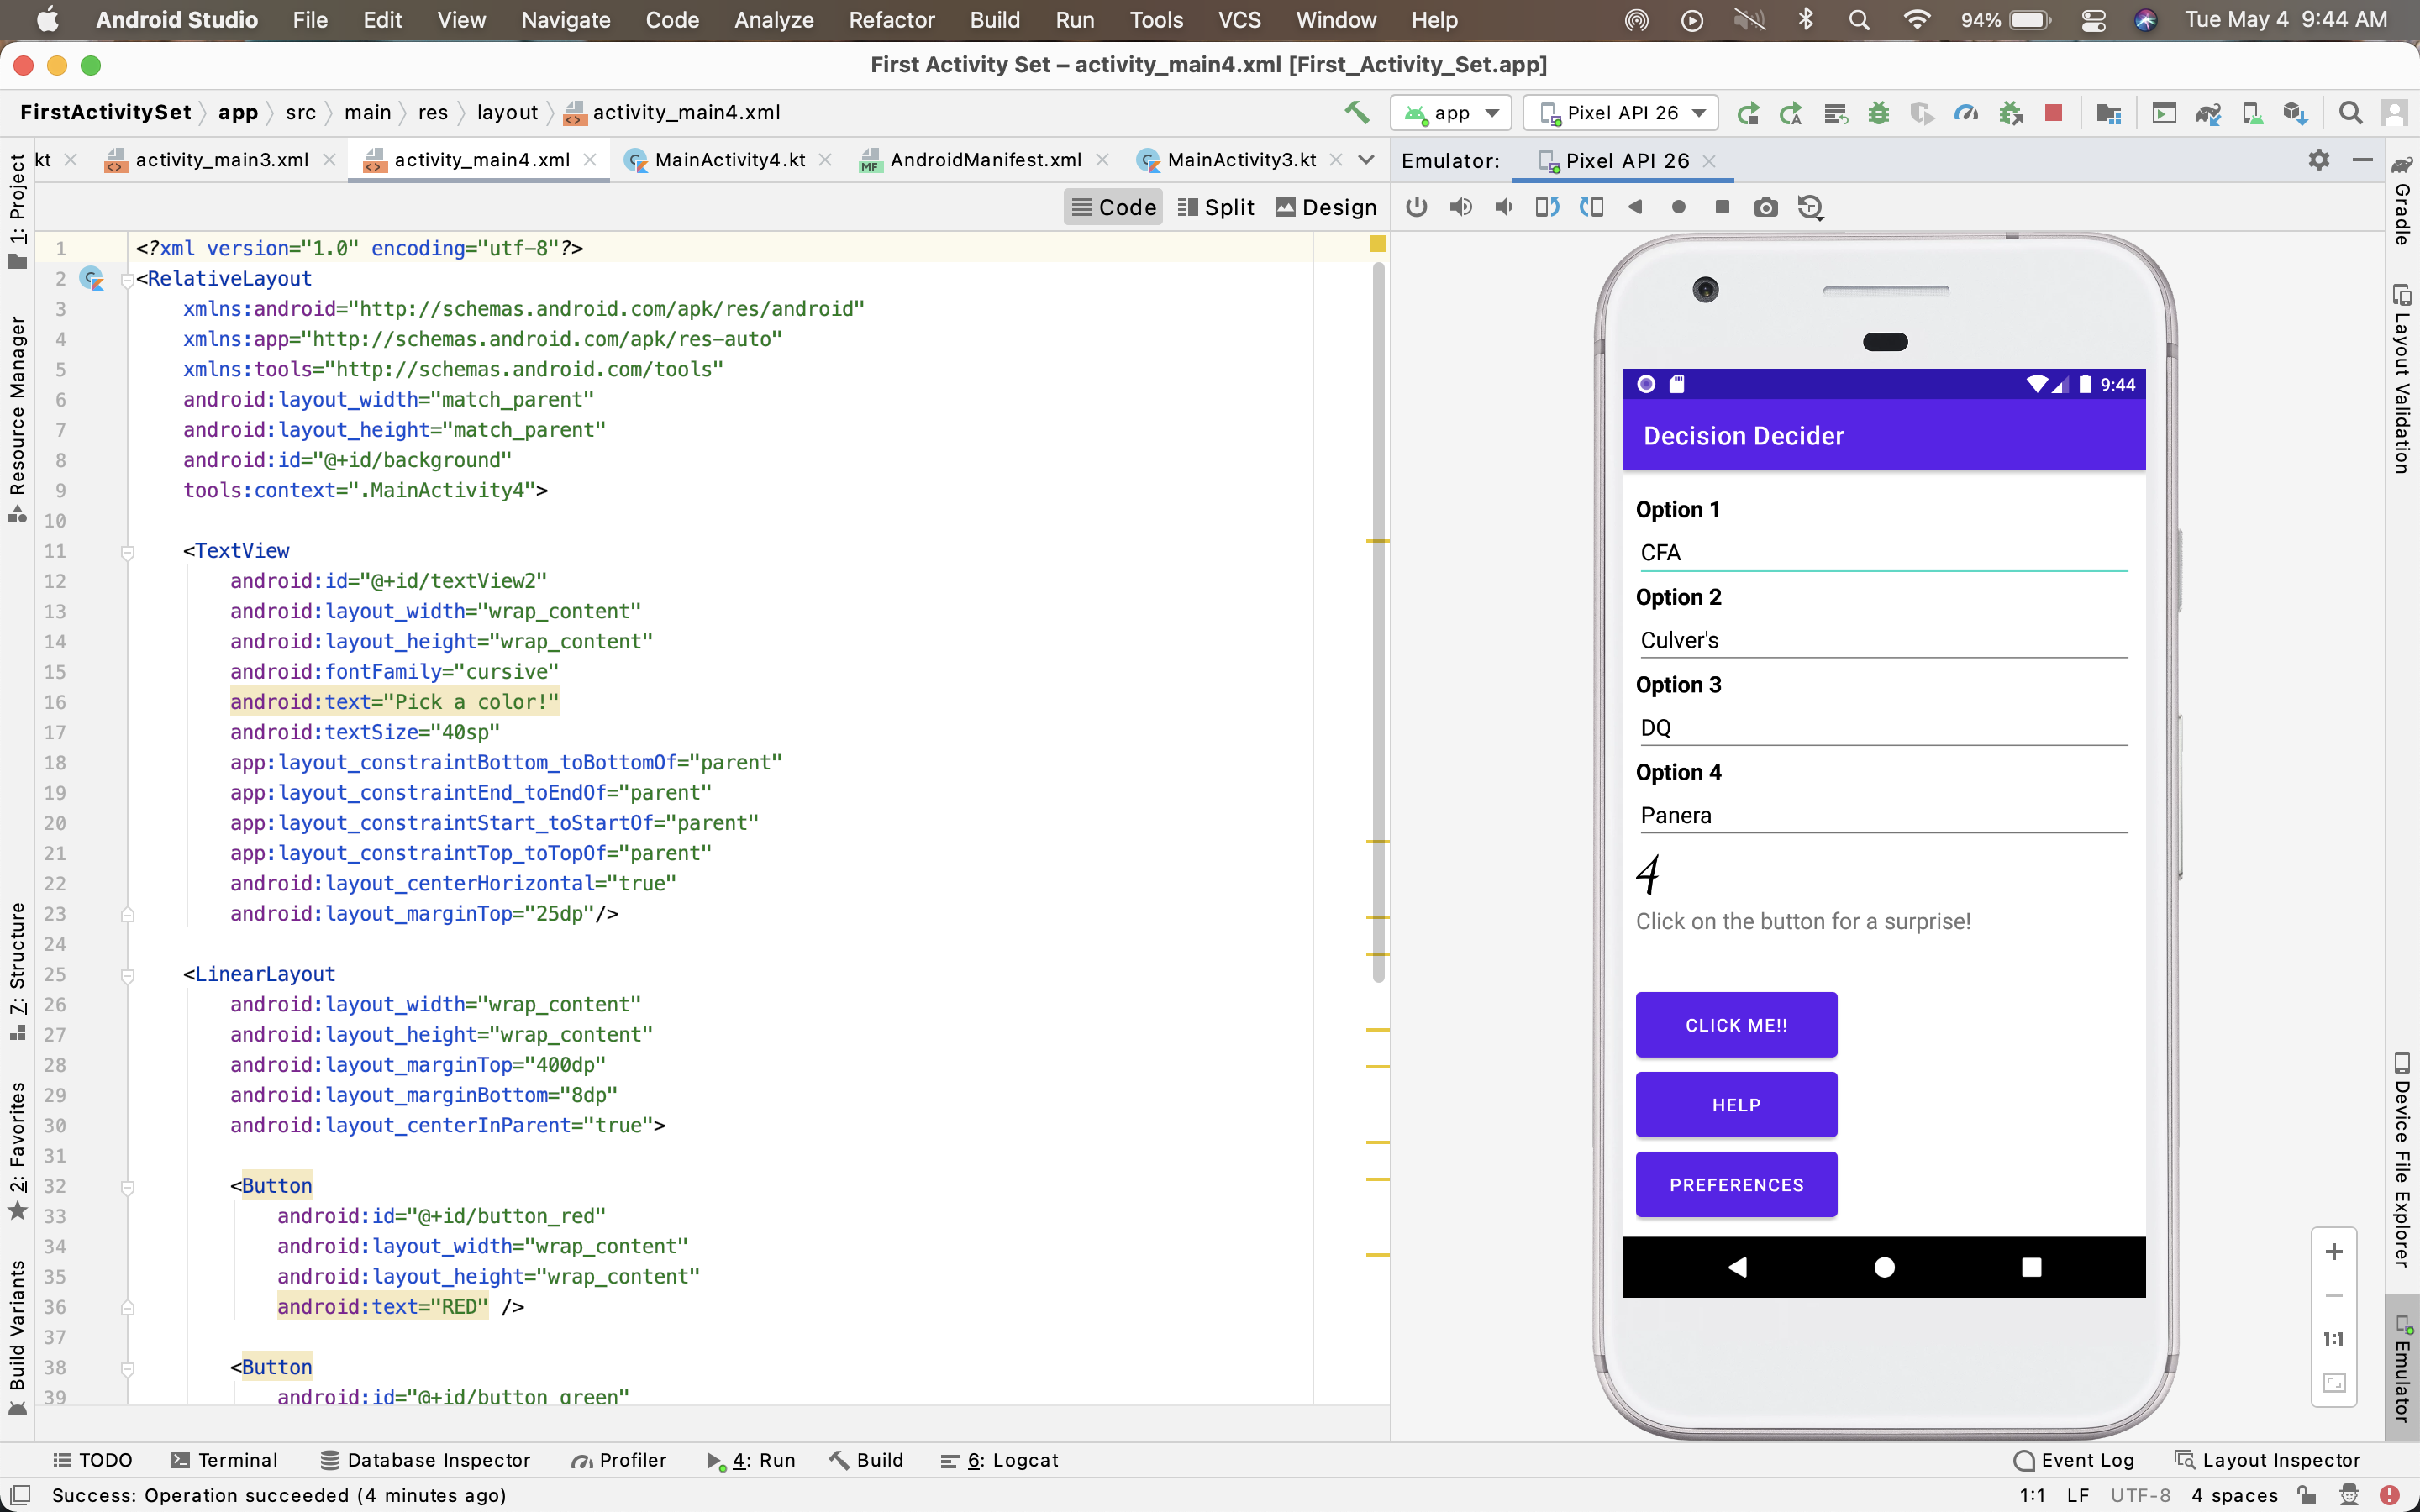 Android Studio File Edit View Navigate Code Analyze Refactor Build Run Tools VCS Window Help 94% Tue May 4 9:44 AM
First Activity Set – activity_main4.xml [First_Activity_Set.app]
FirstActivitySet app src main res layout activity_main4.xml app Pixel API 26
kt activity_main3.xml activity_main4.xml MainActivity4.kt AndroidManifest.xml MainActivity3.kt Emulator: Pixel API 26
Code Split Design
1 <?xml version="1.0" encoding="utf-8"?>
2 <RelativeLayout
3 xmlns:android="http://schemas.android.com/apk/res/android"
4 xmlns:app="http://schemas.android.com/apk/res-auto"
5 xmlns:tools="http://schemas.android.com/tools"
6 android:layout_width="match_parent"
7 android:layout_height="match_parent"
8 android:id="@+id/background"
9 tools:context=".MainActivity4">
10
11 <TextView
12 android:id="@+id/textView2"
13 android:layout_width="wrap_content"
14 android:layout_height="wrap_content"
15 android:fontFamily="cursive"
16 android:text="Pick a color!"
17 android:textSize="40sp"
18 app:layout_constraintBottom_toBottomOf="parent"
19 app:layout_constraintEnd_toEndOf="parent"
20 app:layout_constraintStart_toStartOf="parent"
21 app:layout_constraintTop_toTopOf="parent"
22 android:layout_centerHorizontal="true"
23 android:layout_marginTop="25dp"/>
24
25 <LinearLayout
26 android:layout_width="wrap_content"
27 android:layout_height="wrap_content"
28 android:layout_marginTop="400dp"
29 android:layout_marginBottom="8dp"
30 android:layout_centerInParent="true">
31
32 <Button
33 android:id="@+id/button_red"
34 android:layout_width="wrap_content"
35 android:layout_height="wrap_content"
36 android:text="RED" />
37
38 <Button
39 android:id="@+id/button_green"
1: Project
Resource Manager
7: Structure
2: Favorites
Build Variants
9:44
Decision Decider
Option 1
CFA
Option 2
Culver's
Option 3
DQ
Option 4
Panera
4
Click on the button for a surprise!
CLICK ME!!
HELP
PREFERENCES
1:1
Gradle
Layout Validation
Device File Explorer
Emulator
TODO Terminal Database Inspector Profiler 4: Run Build 6: Logcat Event Log Layout Inspector
Success: Operation succeeded (4 minutes ago) 1:1 LF UTF-8 4 spaces